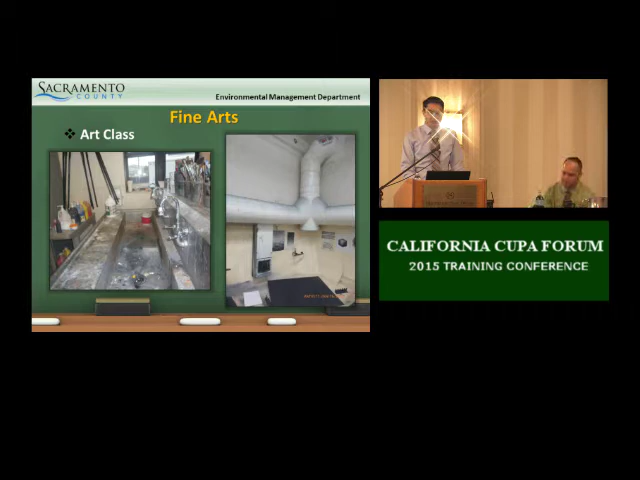 SACRAMENTO
COUNTY
Environmental Management Department
Fine Arts
❖ Art Class
CALIFORNIA CUPA FORUM
2015 TRAINING CONFERENCE